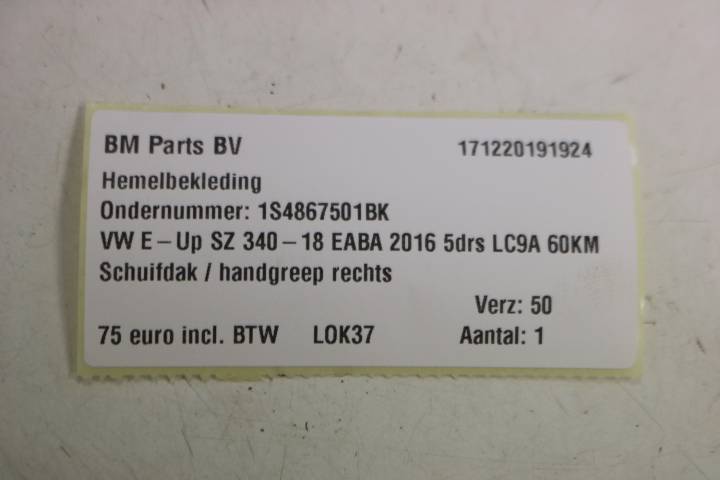 BM Parts BV 171220191924
Hemelbekleding
Ondernummer: 1S4867501BK
VW E-Up SZ 340-18 EABA 2016 5drs LC9A 60KM
Schuifdak / handgreep rechts
Verz: 50
75 euro incl. BTW LOK37 Aantal: 1